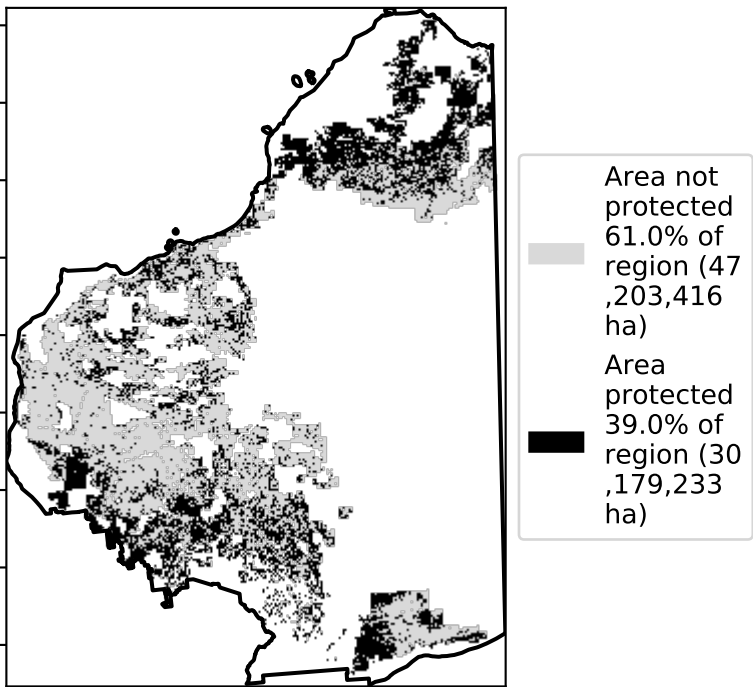 Area not
protected
61.0% of
region (47
,203,416
ha)
Area
protected
39.0% of
region (30
,179,233
ha)